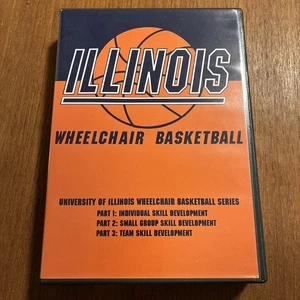 ILLINOIS
WHEELCHAIR BASKETBALL
UNIVERSITY OF ILLINOIS WHEELCHAIR BASKETBALL SERIES
PART 1: INDIVIDUAL SKILL DEVELOPMENT
PART 2: SMALL GROUP SKILL DEVELOPMENT
PART 3: TEAM SKILL DEVELOPMENT